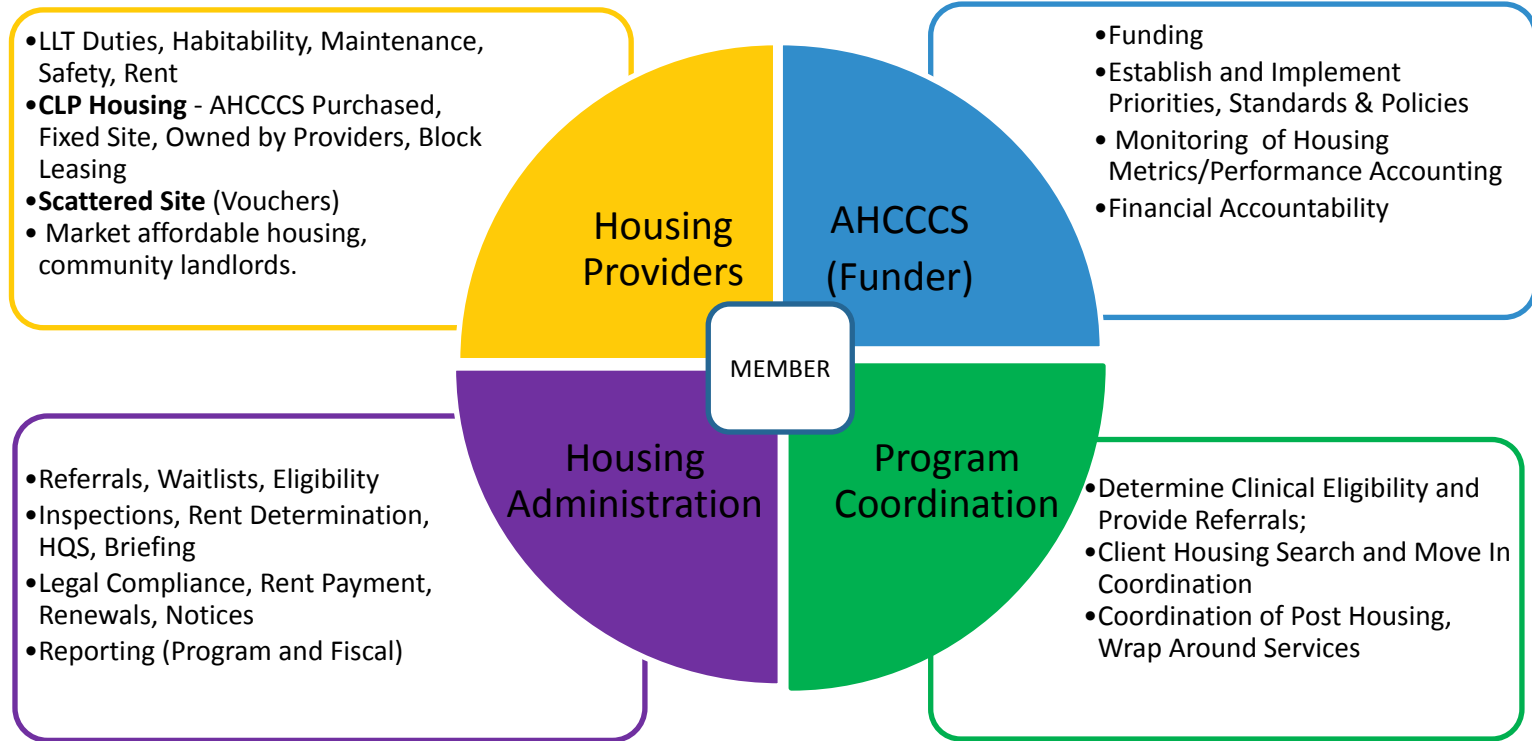 •LLT Duties, Habitability, Maintenance,
Safety, Rent
•CLP Housing - AHCCCS Purchased,
Fixed Site, Owned by Providers, Block
Leasing
•Scattered Site (Vouchers)
• Market affordable housing,
community landlords.
Housing
Providers
AHCCCS
(Funder)
•Funding
•Establish and Implement
Priorities, Standards & Policies
• Monitoring of Housing
Metrics/Performance Accounting
•Financial Accountability
MEMBER
•Referrals, Waitlists, Eligibility
•Inspections, Rent Determination,
HQS, Briefing
•Legal Compliance, Rent Payment,
Renewals, Notices
•Reporting (Program and Fiscal)
Housing
Administration
Program
Coordination
•Determine Clinical Eligibility and
Provide Referrals;
•Client Housing Search and Move In
Coordination
•Coordination of Post Housing,
Wrap Around Services